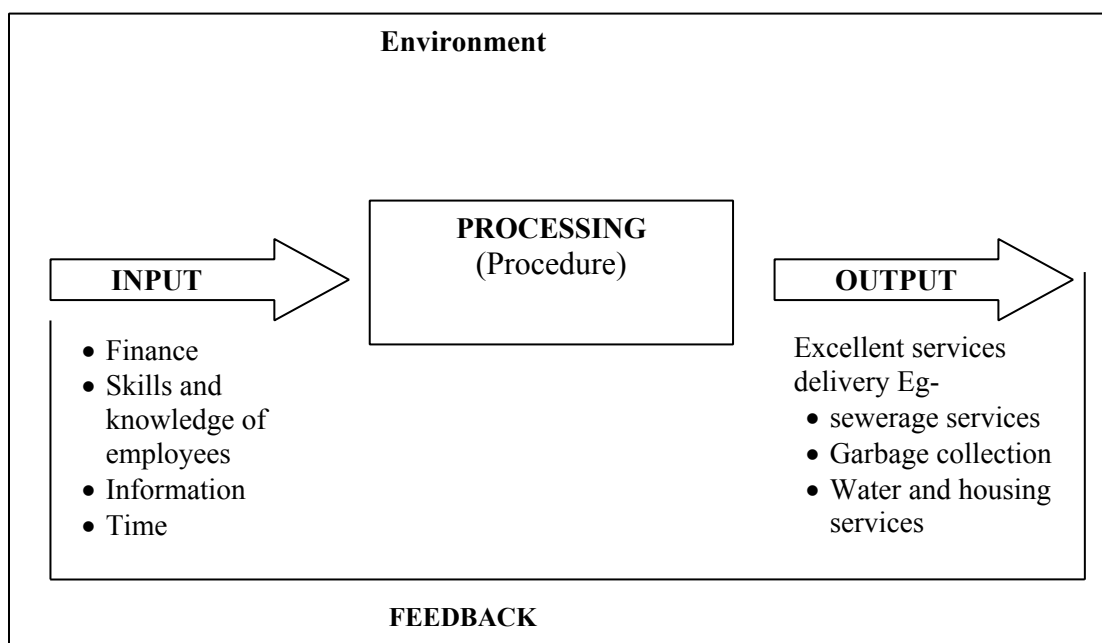 Environment
PROCESSING
(Procedure)
INPUT
OUTPUT
• Finance
• Skills and
knowledge of
employees
• Information
• Time
Excellent services
delivery Eg-
• sewerage services
• Garbage collection
• Water and housing
services
FEEDBACK